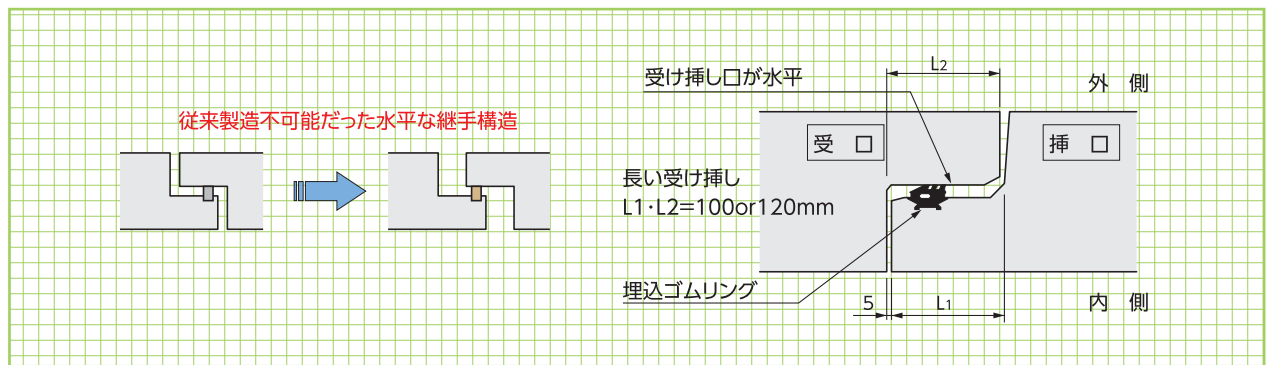 従来製造不可能だった水平な継手構造
受け挿し口が水平
L2
外 側
受 口
挿 口
長い受け挿し
L1・L2=100or120mm
埋込ゴムリング
5
L1
内 側